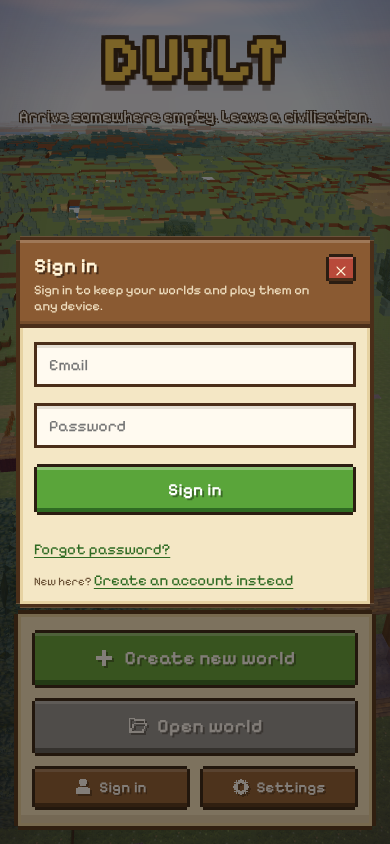 DUILT
Arrive somewhere empty. Leave a civilisation.
Sign in
Sign in to keep your worlds and play them on
any device.
Email
Password
Sign in
Forgot password?
New here? Create an account instead
Create new world
Open world
Sign in
Settings